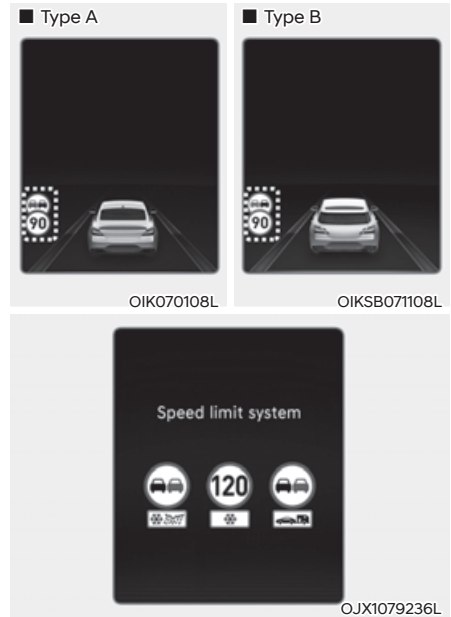 ■ Type A
■ Type B
90
90
OIK070108L
OIKSB071108L
Speed limit system
120
OJX1079236L